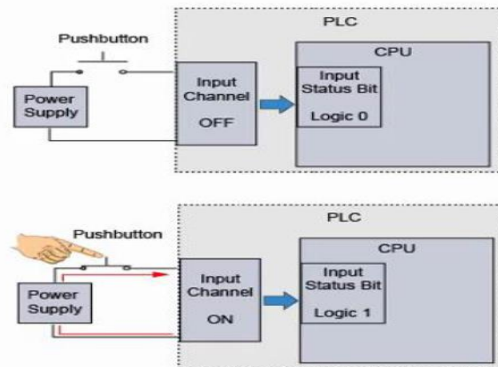 PLC
Pushbutton
CPU
Power
Supply
Input
Channel
OFF
Input
Status Bit
Logic 0
PLC
Pushbutton
CPU
Power
Supply
Input
Channel
ON
Input
Status Bit
Logic 1